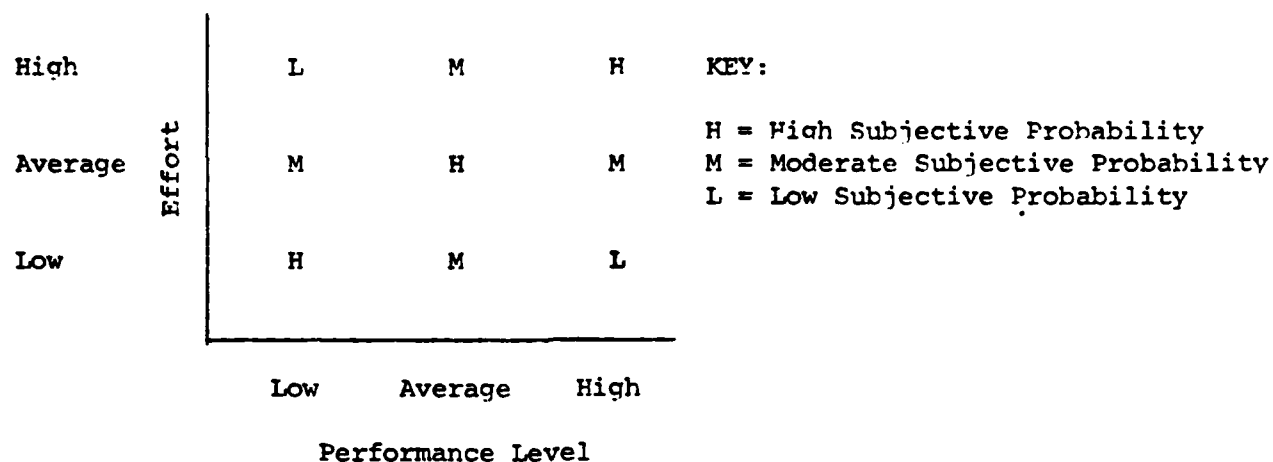 High L M H KEY:
H = High Subjective Probability
Average Effort M H M M = Moderate Subjective Probability
L = Low Subjective Probability
Low H M L
Low Average High
Performance Level